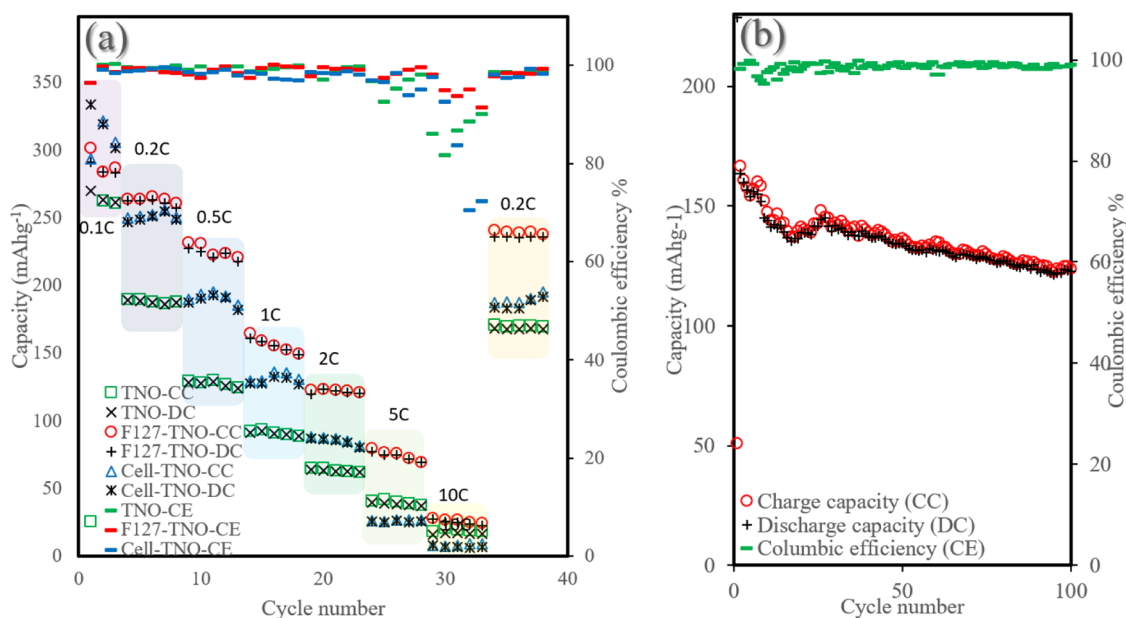 (a)
Capacity (mAhg-1)
350
300
250
200
150
100
50
0
0.1C
0.2C
0.5C
1C
2C
5C
10C
0.2C
TNO-CC
TNO-DC
F127-TNO-CC
F127-TNO-DC
Cell-TNO-CC
Cell-TNO-DC
TNO-CE
F127-TNO-CE
Cell-TNO-CE
100
80
60
40
20
0
Coulombic efficiency %
0 10 20 30 40
Cycle number
(b)
Capacity (mAhg-1)
200
150
100
50
0
Charge capacity (CC)
Discharge capacity (DC)
Columbic efficiency (CE)
100
80
60
40
20
0
Coulombic efficiency %
0 50 100
Cycle number